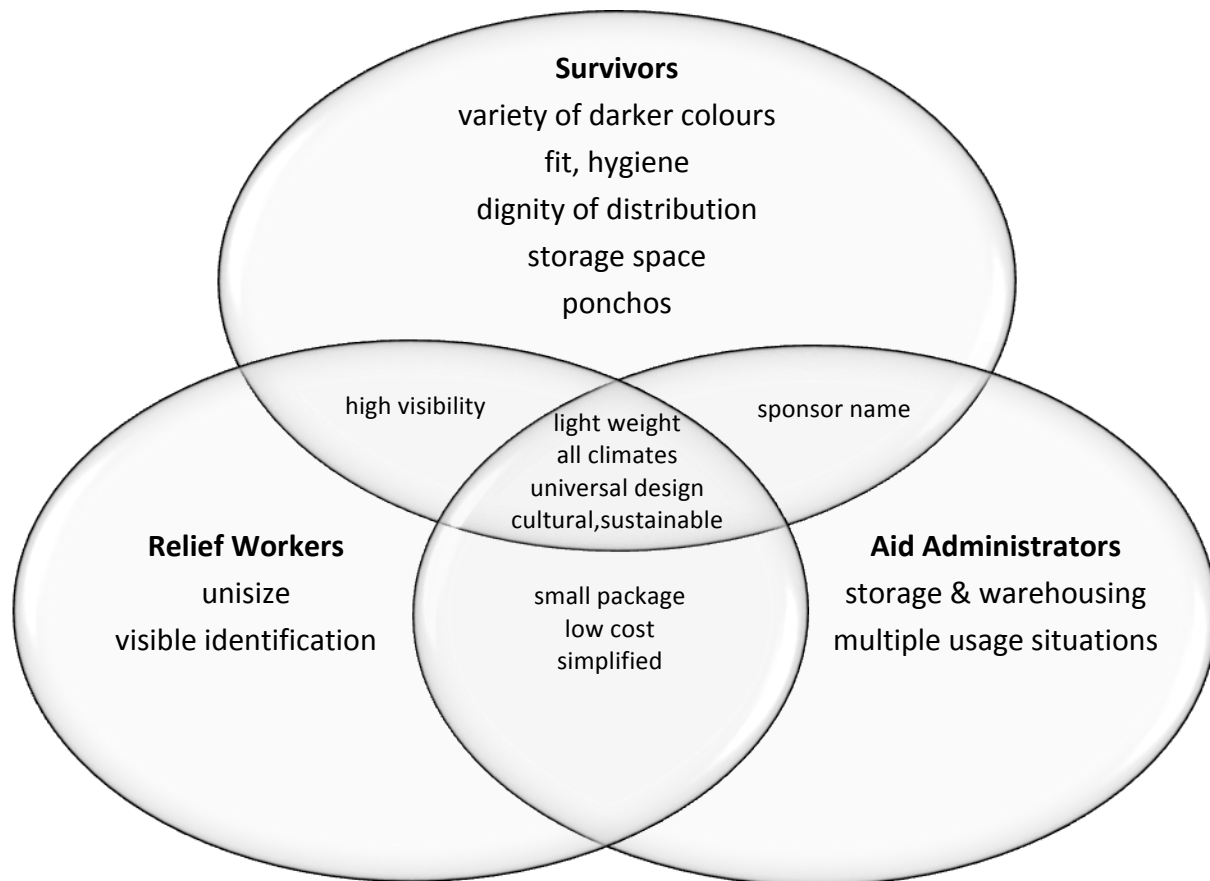 Survivors
variety of darker colours
fit, hygiene
dignity of distribution
storage space
ponchos
high visibility
sponsor name
light weight
all climates
universal design
cultural,sustainable
Relief Workers
unisize
visible identification
small package
low cost
simplified
Aid Administrators
storage & warehousing
multiple usage situations